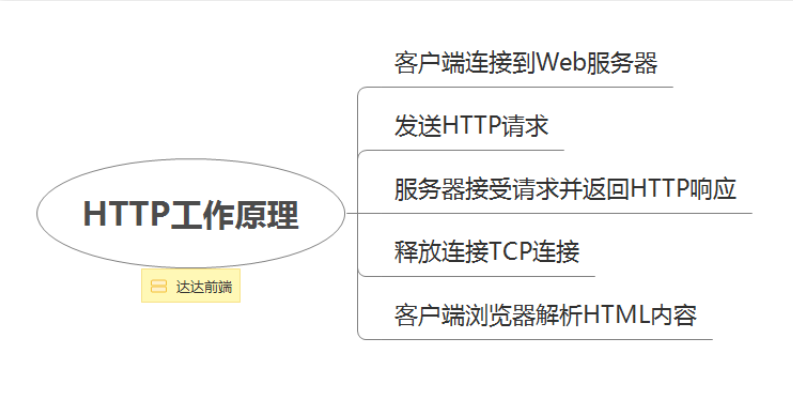 客户端连接到Web服务器
发送HTTP请求
服务器接受请求并返回HTTP响应
HTTP工作原理
释放连接TCP连接
达达前端
客户端浏览器解析HTML内容